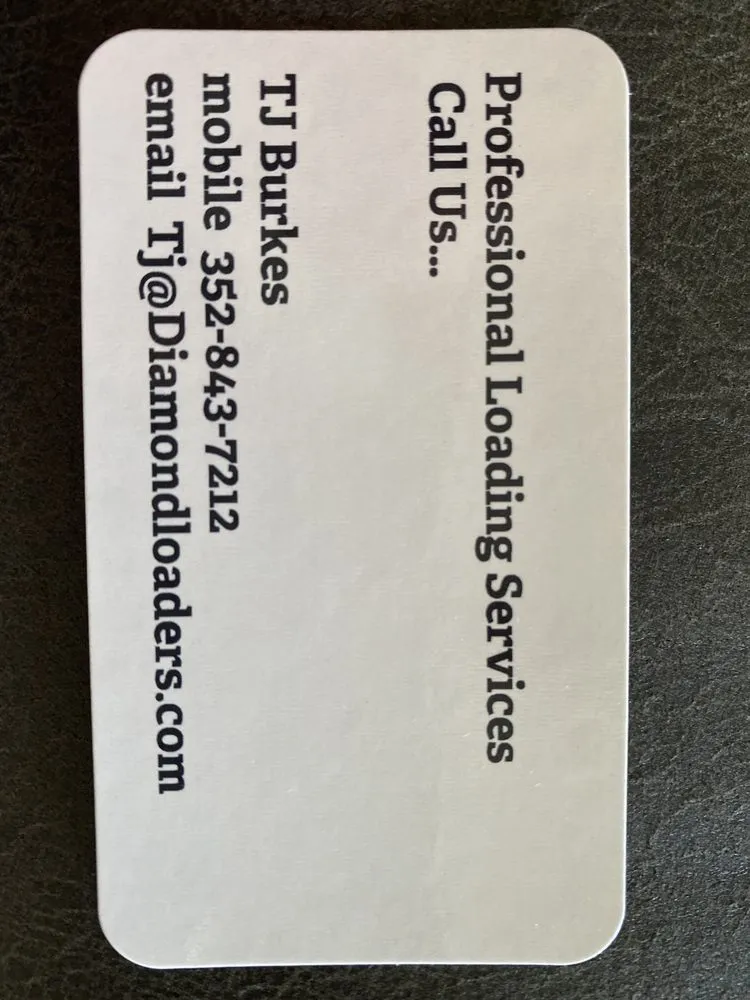 Professional Loading Services
Call Us...
TJ Burkes
mobile 352-843-7212
email Tj@Diamondloaders.com